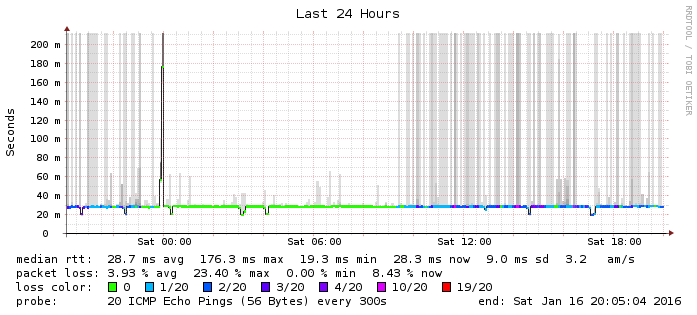 Last 24 Hours
RRDTOOL / TOBI OETIKER
Seconds
200 m
180 m
160 m
140 m
120 m
100 m
80 m
60 m
40 m
20 m
0
Sat 00:00 Sat 06:00 Sat 12:00 Sat 18:00
median rtt: 28.7 ms avg 176.3 ms max 19.3 ms min 28.3 ms now 9.0 ms sd 3.2 am/s
packet loss: 3.93 % avg 23.40 % max 0.00 % min 8.43 % now
loss color: 0 1/20 2/20 3/20 4/20 10/20 19/20
probe: 20 ICMP Echo Pings (56 Bytes) every 300s end: Sat Jan 16 20:05:04 2016